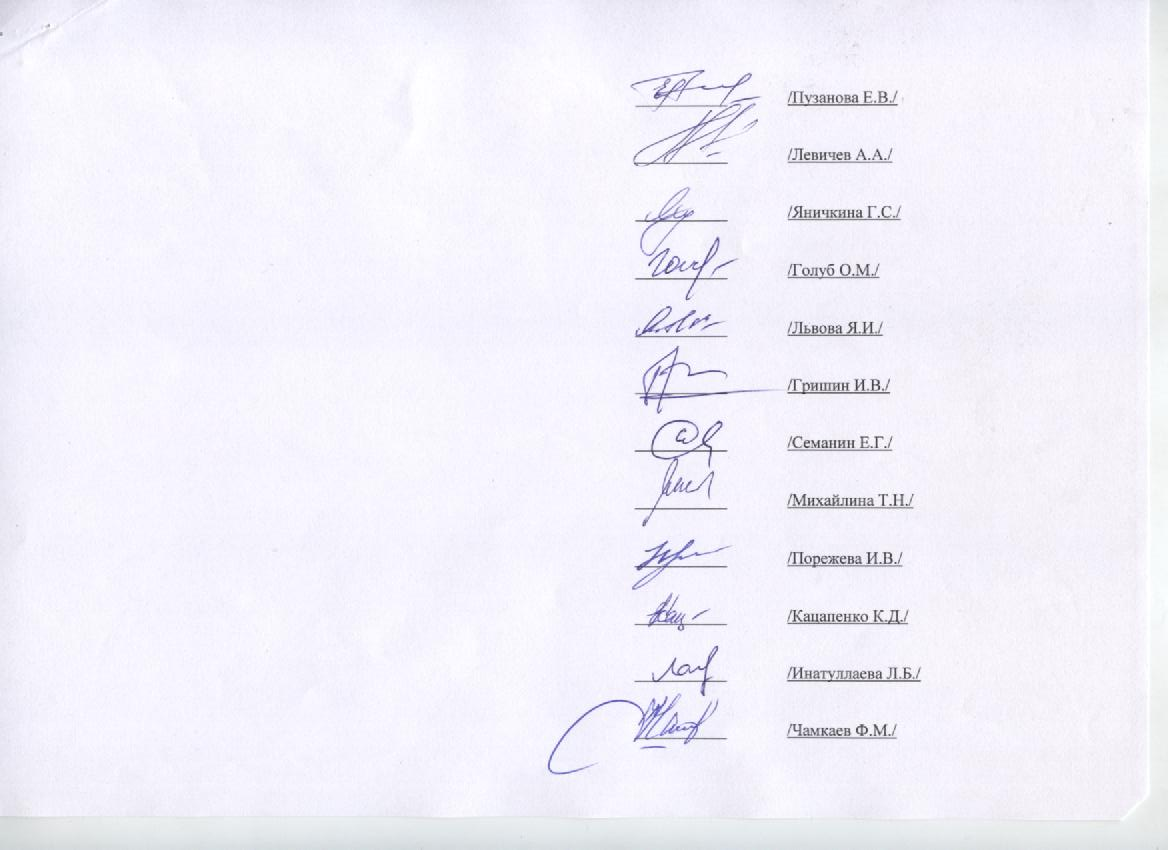 /Пузанова Е.В./
/Левичев А.А./
/Яничкина Г.С./
/Голуб О.М./
/Львова Я.И./
/Гришин И.В./
/Семанин Е.Г./
/Михайлина Т.Н./
/Порежева И.В./
/Кацапенко К.Д./
/Инатуллаева Л.Б./
/Чамкаев Ф.М./